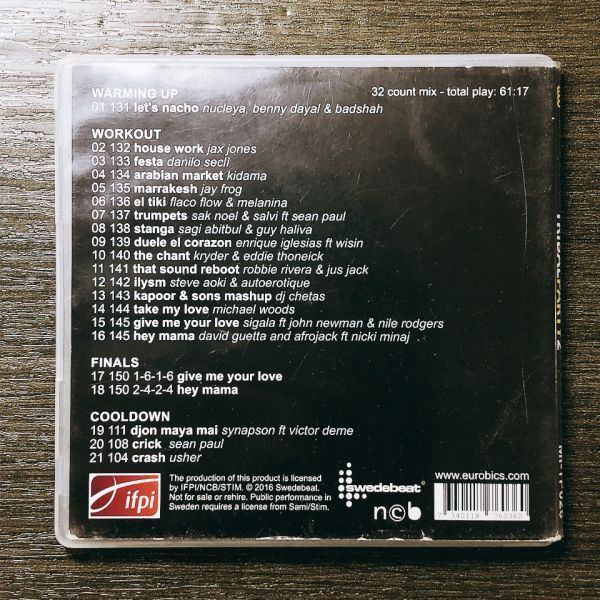 WARMING UP
32 count mix - total play: 61:17
01 131 let's nacho nucleya, benny dayal & badshah
WORKOUT
02 132 house work jax jones
03 133 festa danilo seclì
04 134 arabian market kidama
05 135 marrakesh jay frog
06 136 el tiki flaco flow & melanina
07 137 trumpets sak noel & salvi ft sean paul
08 138 stanga sagi abitbul & guy haliva
09 139 duele el corazon enrique iglesias ft wisin
10 140 the chant kryder & eddie thoneick
11 141 that sound reboot robbie rivera & jus jack
12 142 ilysm steve aoki & autoerotique
13 143 kapoor & sons mashup dj chetas
14 144 take my love michael woods
15 145 give me your love sigala ft john newman & nile rodgers
16 145 hey mama david guetta and afrojack ft nicki minaj
FINALS
17 150 1-6-1-6 give me your love
18 150 2-4-2-4 hey mama
COOLDOWN
19 111 djon maya mai synapson ft victor deme
20 108 crick sean paul
21 104 crash usher
ifpi
The production of this product is licensed
by IFPI/NCB/STIM. © 2016 Swedebeat.
Not for sale or rehire. Public performance in
Sweden requires a license from Sami/Stim.
swedebeat
ncb
www.eurobics.com
7 340118 760360